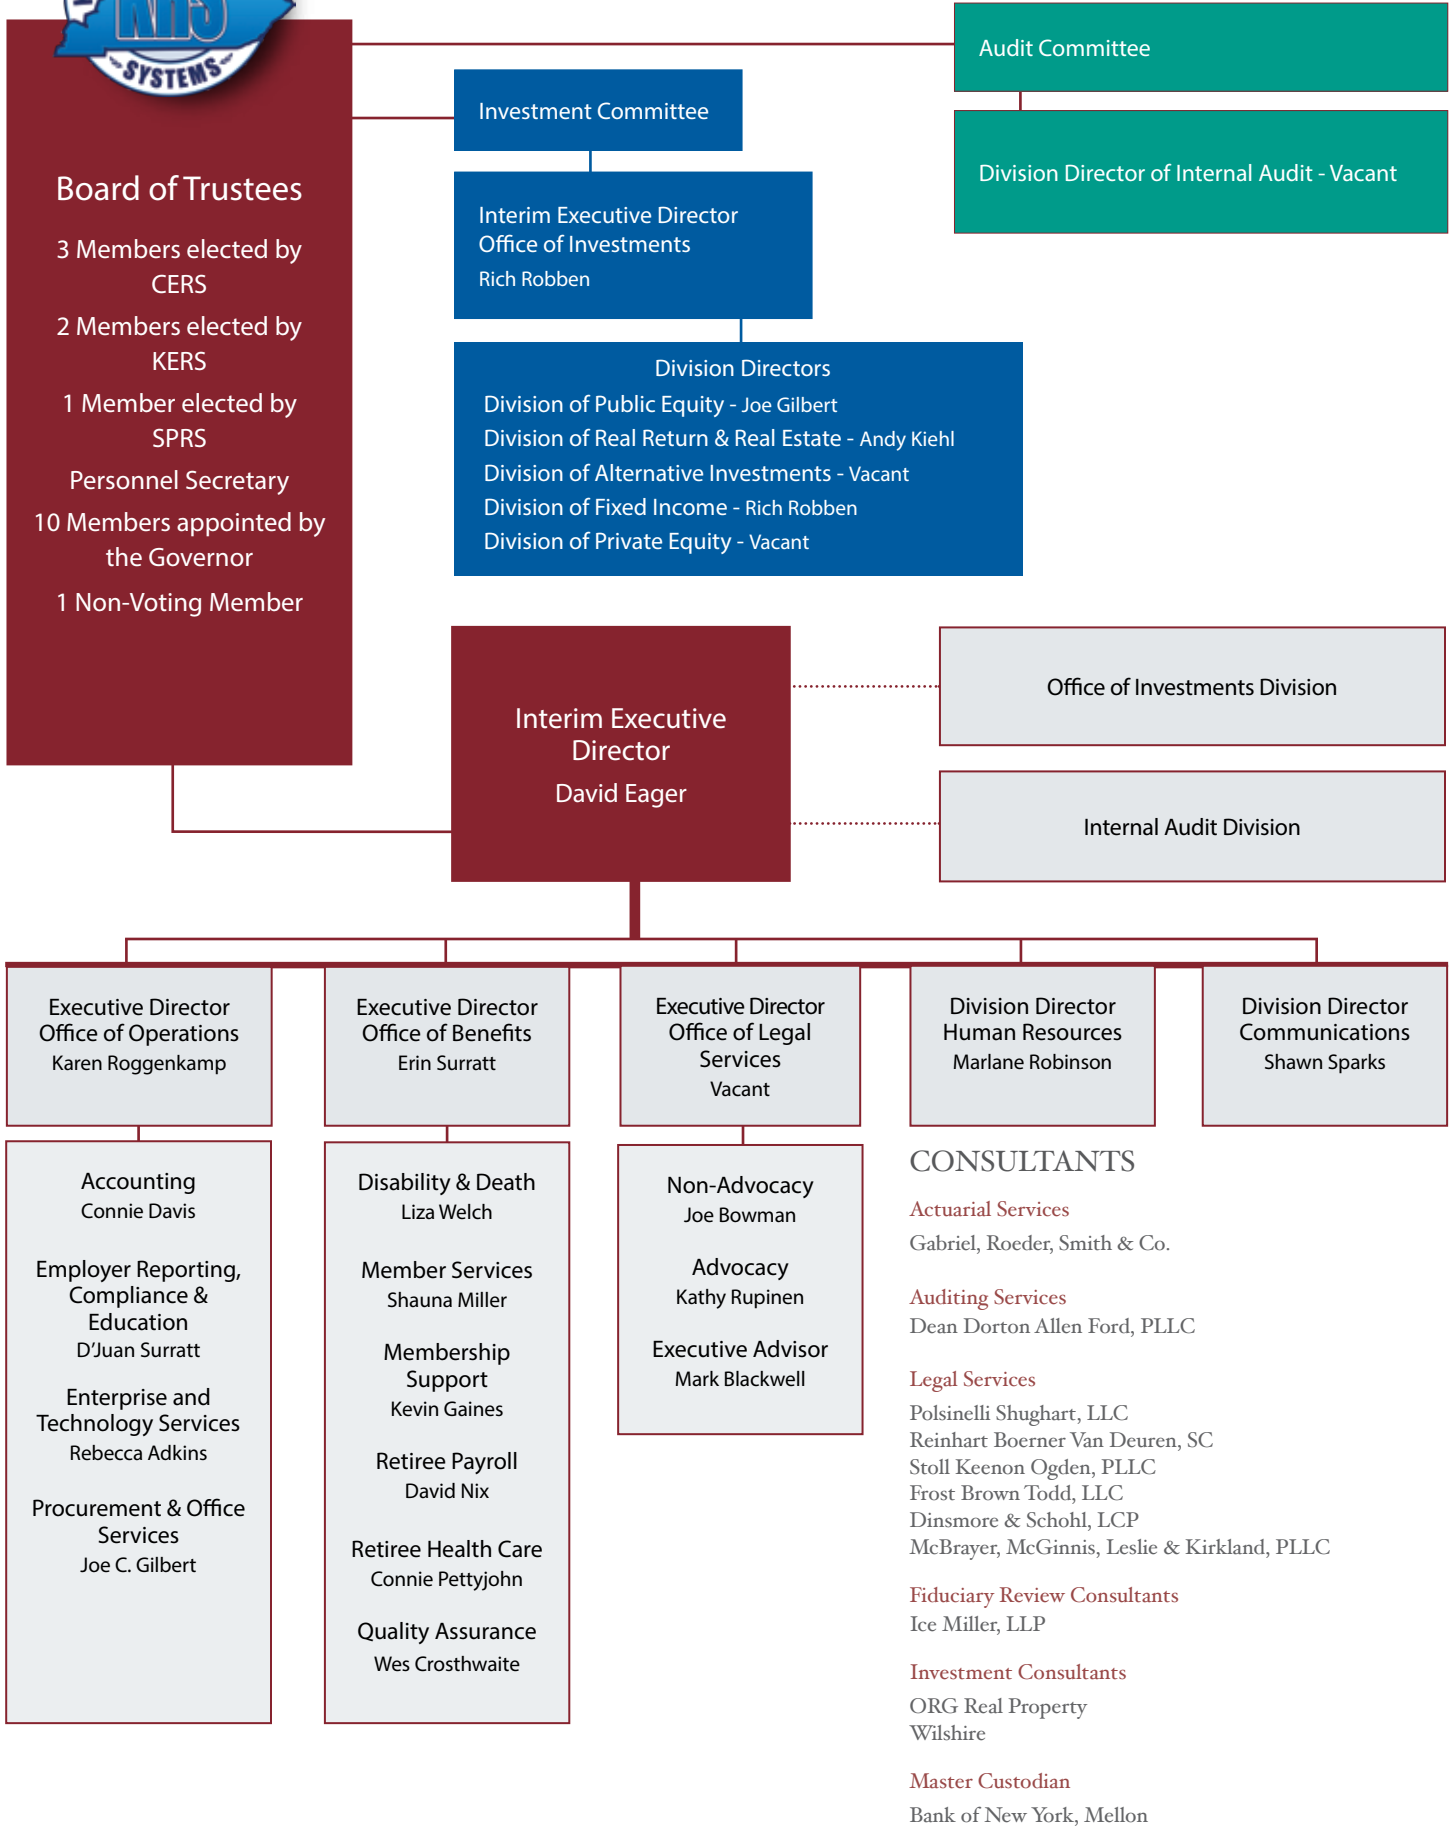 KRS
SYSTEMS
Board of Trustees
3 Members elected by
CERS
2 Members elected by
KERS
1 Member elected by
SPRS
Personnel Secretary
10 Members appointed by
the Governor
1 Non-Voting Member
Audit Committee
Division Director of Internal Audit - Vacant
Investment Committee
Interim Executive Director
Office of Investments
Rich Robben
Division Directors
Division of Public Equity - Joe Gilbert
Division of Real Return & Real Estate - Andy Kiehl
Division of Alternative Investments - Vacant
Division of Fixed Income - Rich Robben
Division of Private Equity - Vacant
Interim Executive
Director
David Eager
Office of Investments Division
Internal Audit Division
Executive Director
Office of Operations
Karen Roggenkamp
Accounting
Connie Davis
Employer Reporting,
Compliance &
Education
D'Juan Surratt
Enterprise and
Technology Services
Rebecca Adkins
Procurement & Office
Services
Joe C. Gilbert
Executive Director
Office of Benefits
Erin Surratt
Disability & Death
Liza Welch
Member Services
Shauna Miller
Membership
Support
Kevin Gaines
Retiree Payroll
David Nix
Retiree Health Care
Connie Pettyjohn
Quality Assurance
Wes Crosthwaite
Executive Director
Office of Legal
Services
Vacant
Non-Advocacy
Joe Bowman
Advocacy
Kathy Rupinen
Executive Advisor
Mark Blackwell
Division Director
Human Resources
Marlane Robinson
Division Director
Communications
Shawn Sparks
CONSULTANTS
Actuarial Services
Gabriel, Roeder, Smith & Co.
Auditing Services
Dean Dorton Allen Ford, PLLC
Legal Services
Polsinelli Shughart, LLC
Reinhart Boerner Van Deuren, SC
Stoll Keenon Ogden, PLLC
Frost Brown Todd, LLC
Dinsmore & Schohl, LCP
McBrayer, McGinnis, Leslie & Kirkland, PLLC
Fiduciary Review Consultants
Ice Miller, LLP
Investment Consultants
ORG Real Property
Wilshire
Master Custodian
Bank of New York, Mellon